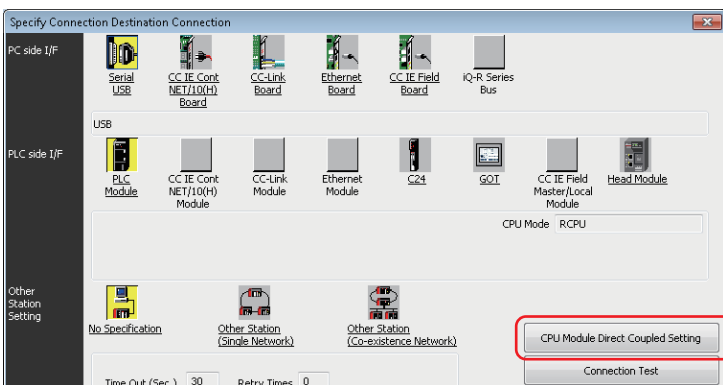 Specify Connection Destination Connection
PC side I/F
Serial
USB
CC IE Cont
NET/10(H)
Board
CC-Link
Board
Ethernet
Board
CC IE Field
Board
iQ-R Series
Bus
USB
PLC side I/F
PLC
Module
CC IE Cont
NET/10(H)
Module
CC-Link
Module
Ethernet
Module
C24
GOT
CC IE Field
Master/Local
Module
Head Module
CPU Mode RCPU
Other
Station
Setting
No Specification
Other Station
(Single Network)
Other Station
(Co-existence Network)
CPU Module Direct Coupled Setting
Connection Test
Time Out (Sec.) 30 Retry Times 0